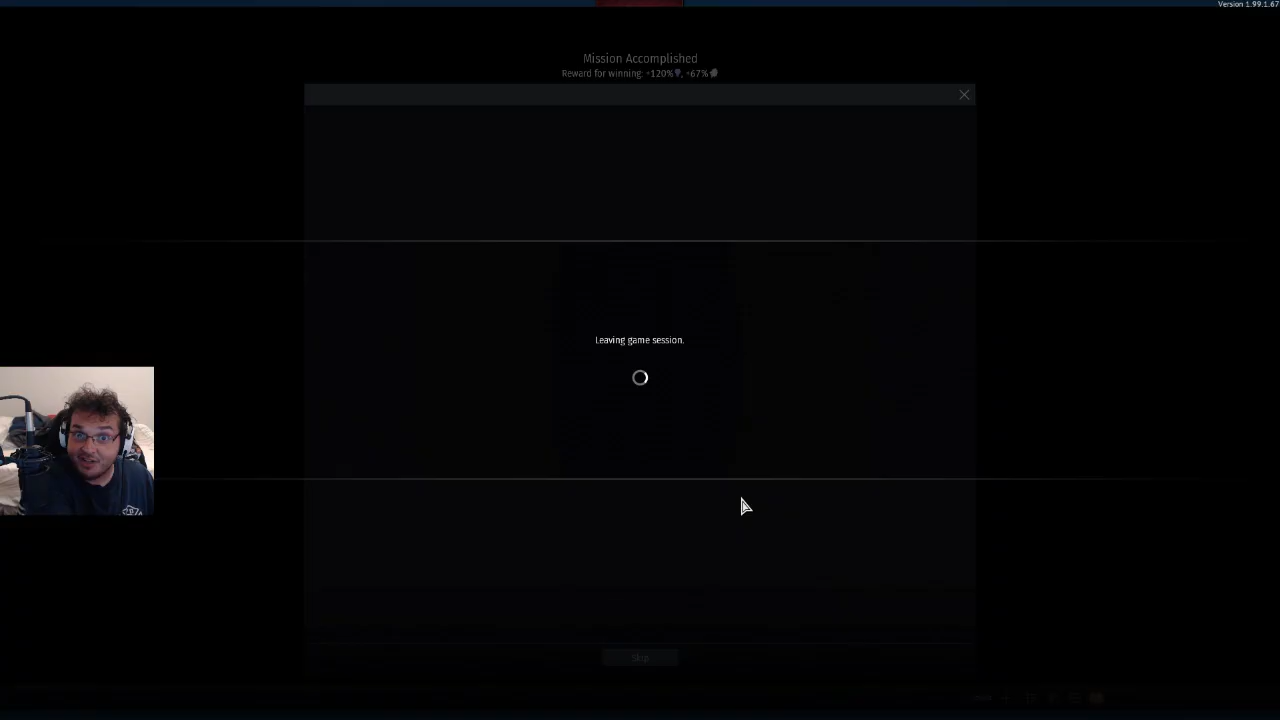 Version 1.99.1.67
Mission Accomplished
Reward for winning: +120%, +67%
Leaving game session.
Skip